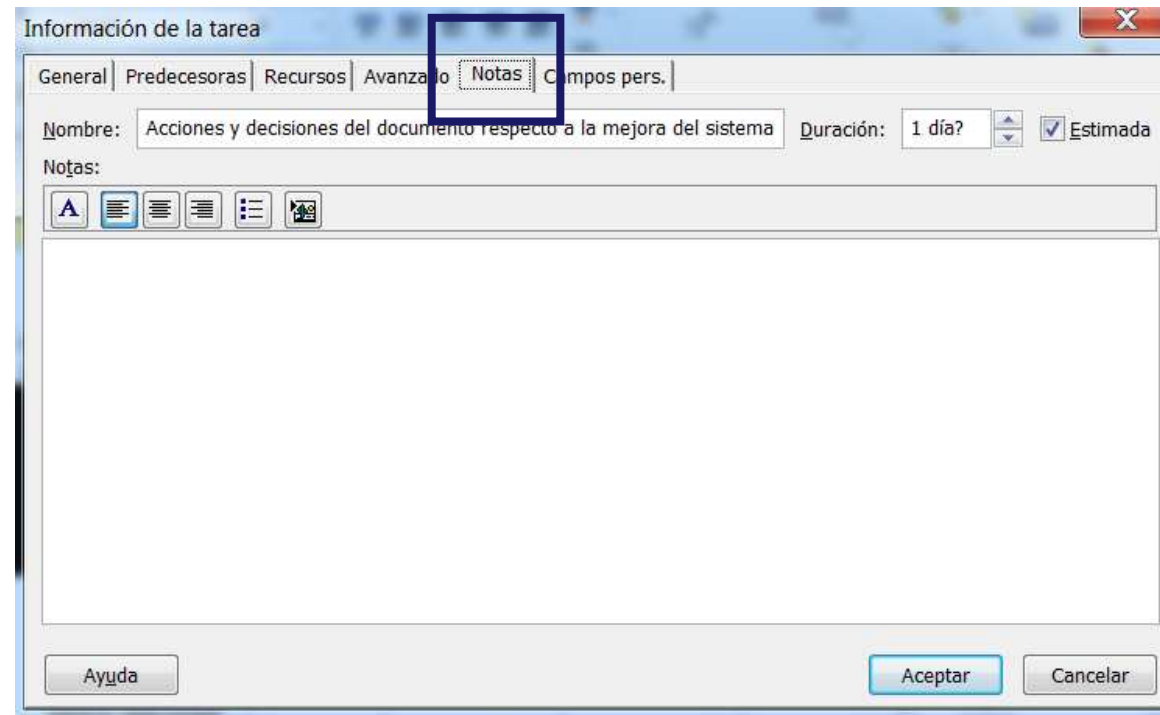 Información de la tarea
General Predecesoras Recursos Avanzado Notas Campos pers.
Nombre: Acciones y decisiones del documento respecto a la mejora del sistema Duración: 1 día? Estimada
Notas:
A
Ayuda Aceptar Cancelar